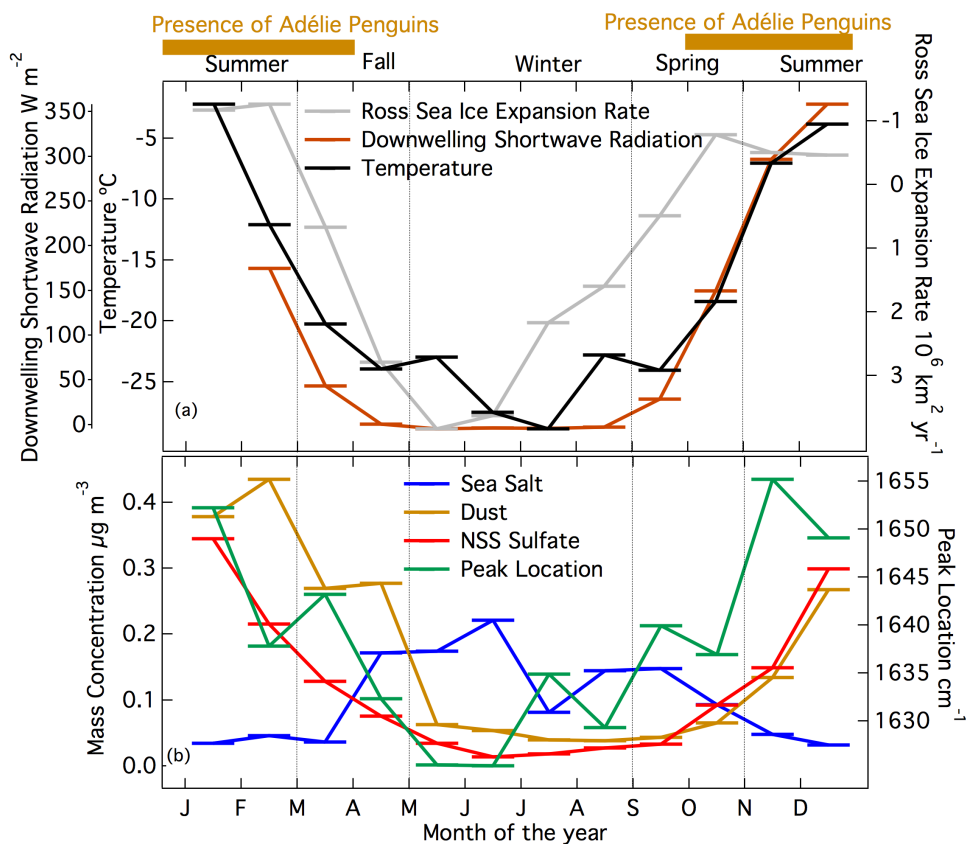 Presence of Adélie Penguins
Presence of Adélie Penguins
Summer
Fall
Winter
Spring
Summer
Downwelling Shortwave Radiation W m-2
350
300
250
200
150
100
50
0
Temperature ºC
-5
-10
-15
-20
-25
Ross Sea Ice Expansion Rate
Downwelling Shortwave Radiation
Temperature
(a)
-1
0
1
2
3
Ross Sea Ice Expansion Rate 10⁶ km² yr-1
Mass Concentration µg m-3
0.4
0.3
0.2
0.1
0.0
Sea Salt
Dust
NSS Sulfate
Peak Location
(b)
1655
1650
1645
1640
1635
1630
Peak Location cm-1
J F M A M J J A S O N D
Month of the year